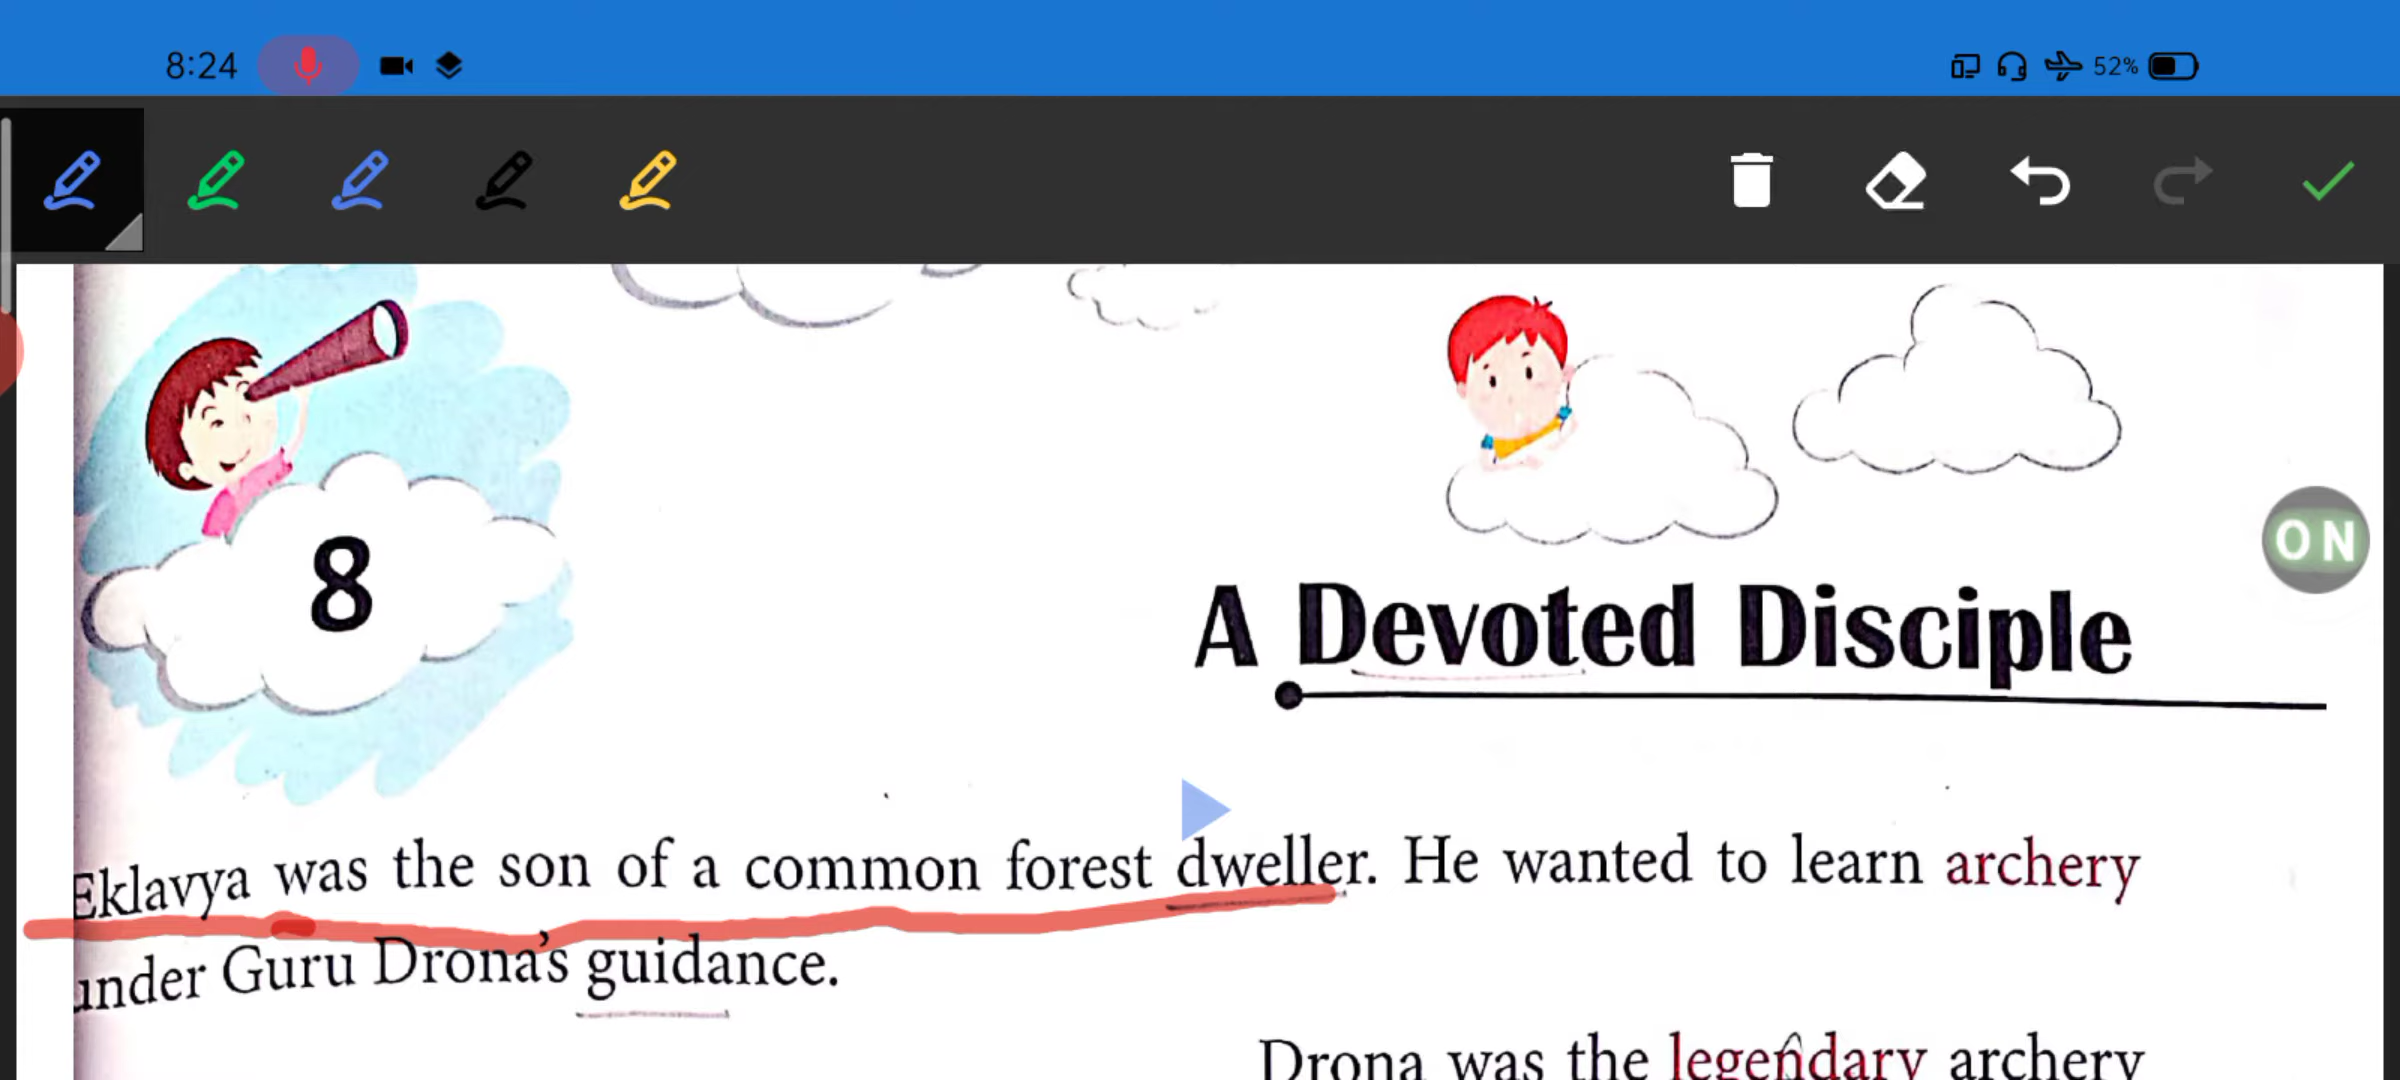 8:24
52%
8
ON
A Devoted Disciple
Eklavya was the son of a common forest dweller. He wanted to learn archery
under Guru Drona's guidance.
Drona was the legendary archery